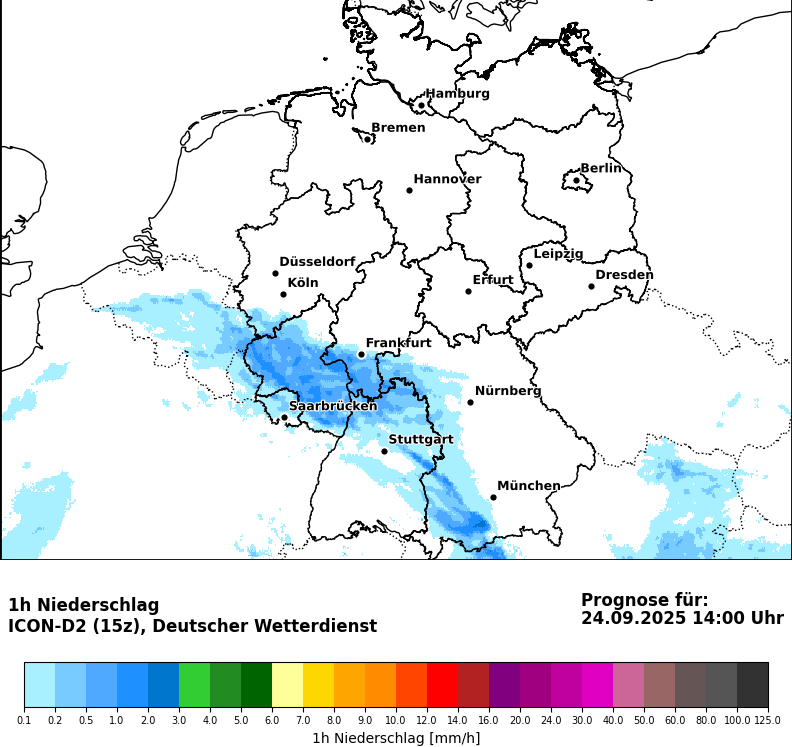 Hamburg
Bremen
Berlin
Hannover
Leipzig
Düsseldorf
Dresden
Köln
Erfurt
Frankfurt
Nürnberg
Saarbrücken
Stuttgart
München
1h Niederschlag
ICON-D2 (15z), Deutscher Wetterdienst
Prognose für:
24.09.2025 14:00 Uhr
0.1 0.2 0.5 1.0 2.0 3.0 4.0 5.0 6.0 7.0 8.0 9.0 10.0 12.0 14.0 16.0 20.0 24.0 30.0 40.0 50.0 60.0 80.0 100.0 125.0
1h Niederschlag [mm/h]